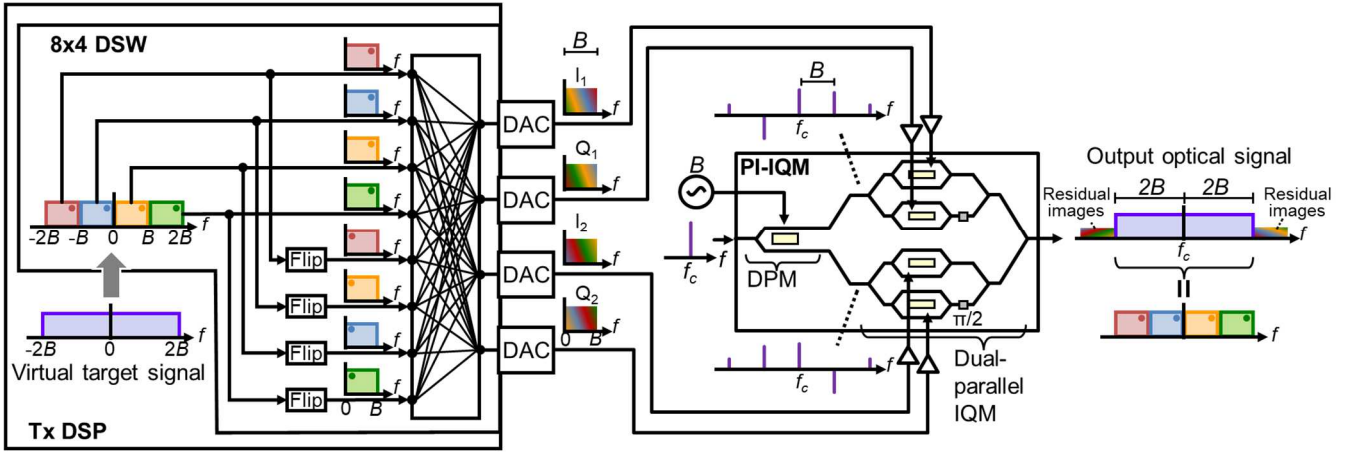 8x4 DSW
f
f
f
f
f
f
f
f
0 B
-2B -B 0 B 2B
f
Flip
Flip
Flip
Flip
-2B 0 2B
f
Virtual target signal
Tx DSP
DAC
DAC
DAC
DAC
B
I1
f
Q1
f
I2
f
Q2
f
0 B
B
fc
f
B
PI-IQM
fc
f
DPM
π/2
fc
f
Dual-
parallel
IQM
Output optical signal
Residual
images
2B 2B
Residual
images
fc
f
=
f